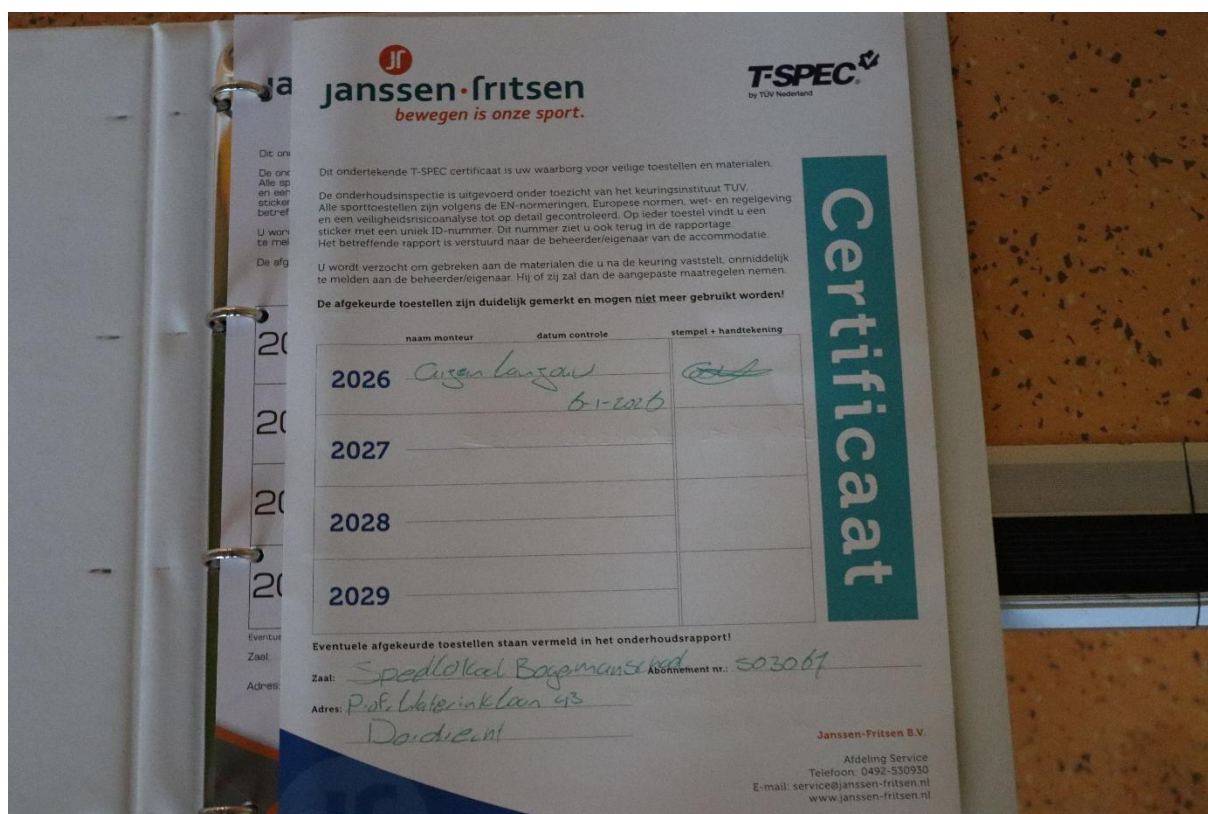 Janssen-Fritsen
bewegen is onze sport.
T-SPEC
by TÜV Nederland
Dit ondertekende T-SPEC certificaat is uw waarborg voor veilige toestellen en materialen.
De onderhoudsinspectie is uitgevoerd onder toezicht van het keuringsinstituut TUV.
Alle sporttoestellen zijn volgens de EN-normeringen, Europese normen, wet- en regelgeving
en een veiligheidsrisicoanalyse tot op detail gecontroleerd. Op ieder toestel vindt u een
sticker met een uniek ID-nummer. Dit nummer ziet u ook terug in de rapportage.
Het betreffende rapport is verstuurd naar de beheerder/eigenaar van de accommodatie.
U wordt verzocht om gebreken aan de materialen die u na de keuring vaststelt, onmiddelijk
te melden aan de beheerder/eigenaar. Hij of zij zal dan de aangepaste maatregelen nemen.
De afgekeurde toestellen zijn duidelijk gemerkt en mogen niet meer gebruikt worden!
naam monteur datum controle stempel + handtekening
2026
6-1-2026
2027
2028
2029
Certificaat
Eventuele afgekeurde toestellen staan vermeld in het onderhoudsrapport!
Zaal: Speellokaal Abonnement nr.: 503061
Adres: Prof. Waterinklaan 43
Dordrecht
Janssen-Fritsen B.V.
Afdeling Service
Telefoon: 0492-530930
E-mail: service@janssen-fritsen.nl
www.janssen-fritsen.nl